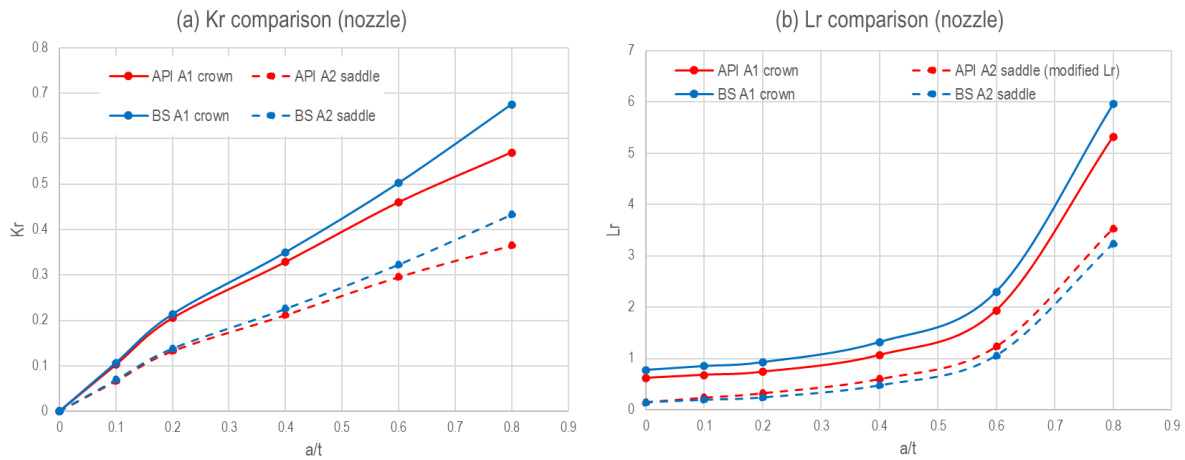 (a) Kr comparison (nozzle)
0.8
0.7
0.6
0.5
0.4
0.3
0.2
0.1
0
Kr
API A1 crown
API A2 saddle
BS A1 crown
BS A2 saddle
0 0.1 0.2 0.3 0.4 0.5 0.6 0.7 0.8 0.9
a/t
(b) Lr comparison (nozzle)
7
6
5
4
3
2
1
0
Lr
API A1 crown
API A2 saddle (modified Lr)
BS A1 crown
BS A2 saddle
0 0.1 0.2 0.3 0.4 0.5 0.6 0.7 0.8 0.9
a/t